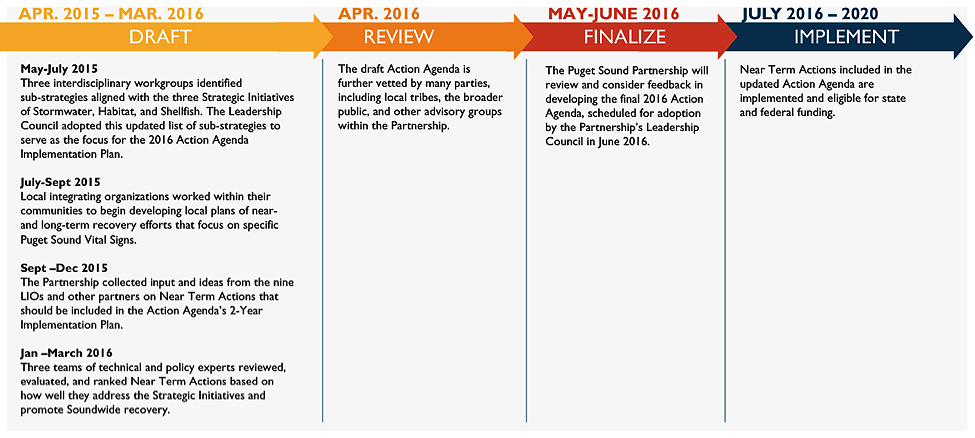 APR. 2015 – MAR. 2016
DRAFT
May-July 2015
Three interdisciplinary workgroups identified
sub-strategies aligned with the three Strategic Initiatives
of Stormwater, Habitat, and Shellfish. The Leadership
Council adopted this updated list of sub-strategies to
serve as the focus for the 2016 Action Agenda
Implementation Plan.
July-Sept 2015
Local integrating organizations worked within their
communities to begin developing local plans of near-
and long-term recovery efforts that focus on specific
Puget Sound Vital Signs.
Sept –Dec 2015
The Partnership collected input and ideas from the nine
LIOs and other partners on Near Term Actions that
should be included in the Action Agenda's 2-Year
Implementation Plan.
Jan –March 2016
Three teams of technical and policy experts reviewed,
evaluated, and ranked Near Term Actions based on
how well they address the Strategic Initiatives and
promote Soundwide recovery.
APR. 2016
REVIEW
The draft Action Agenda is
further vetted by many parties,
including local tribes, the broader
public, and other advisory groups
within the Partnership.
MAY-JUNE 2016
FINALIZE
The Puget Sound Partnership will
review and consider feedback in
developing the final 2016 Action
Agenda, scheduled for adoption
by the Partnership's Leadership
Council in June 2016.
JULY 2016 – 2020
IMPLEMENT
Near Term Actions included in the
updated Action Agenda are
implemented and eligible for state
and federal funding.